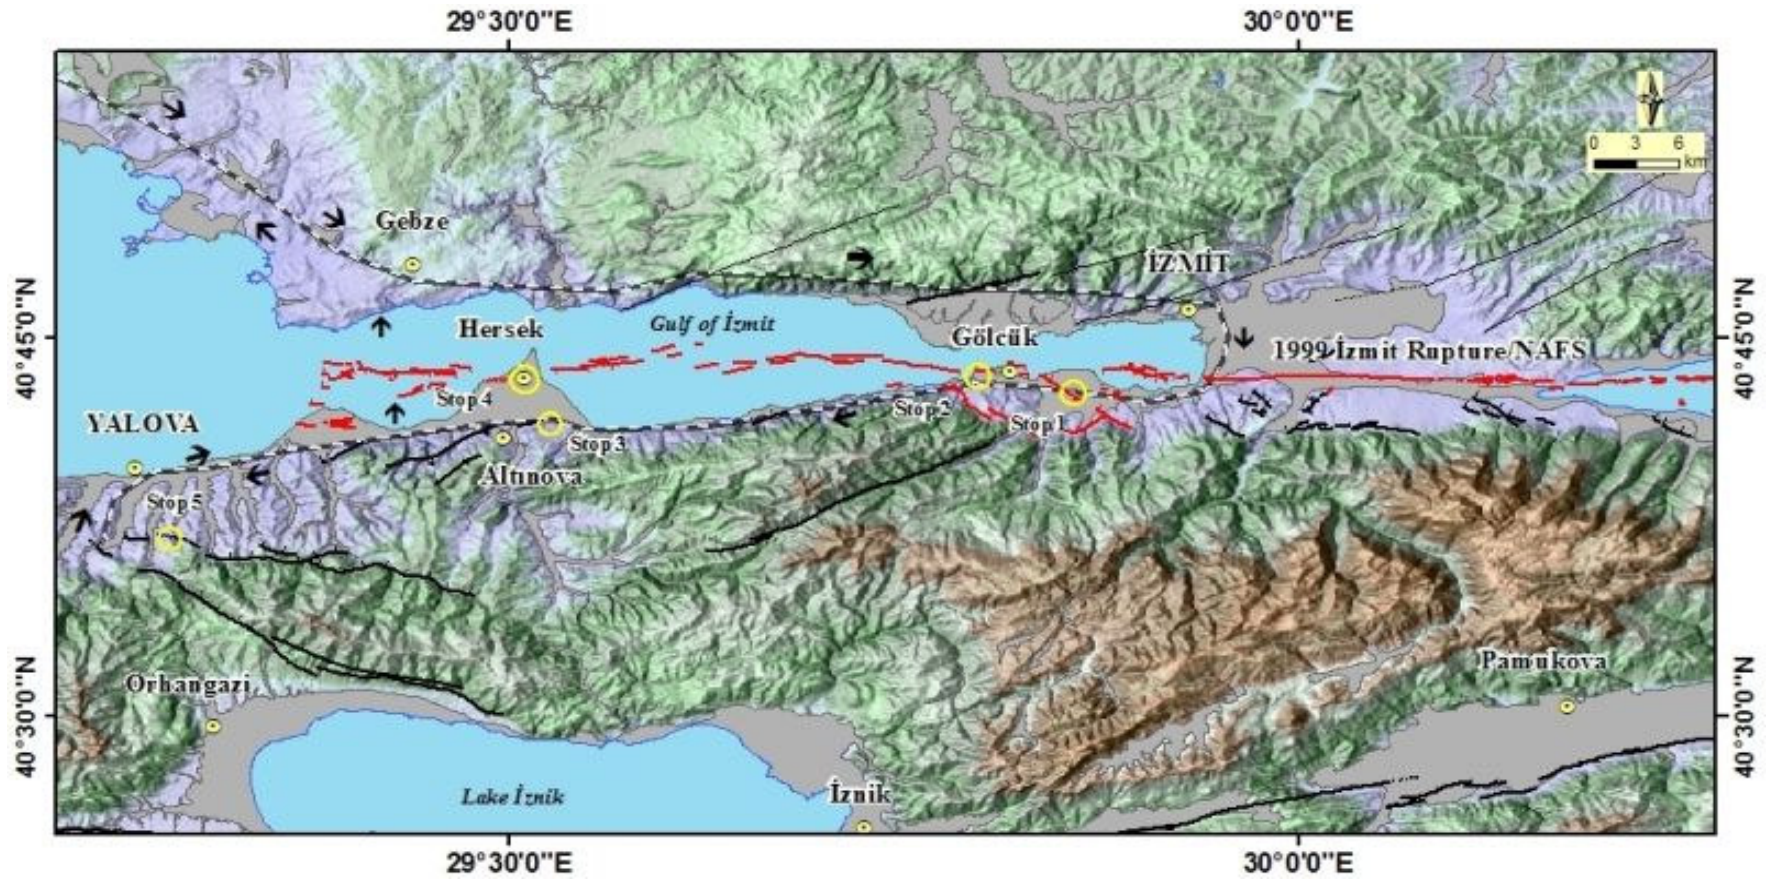 29°30'0"E 30°0'0"E
0 3 6
km
Gebze
İZMİT
40°45'0"N
40°45'0"N
Hersek
Gulf of İzmit
Gölcük
1999 İzmit Rupture/NAFS
Stop 4
Stop 2
YALOVA
Stop 1
Stop 3
Altınova
Stop 5
Pamukova
Orhangazi
40°30'0"N
40°30'0"N
Lake İznik
İznik
29°30'0"E 30°0'0"E